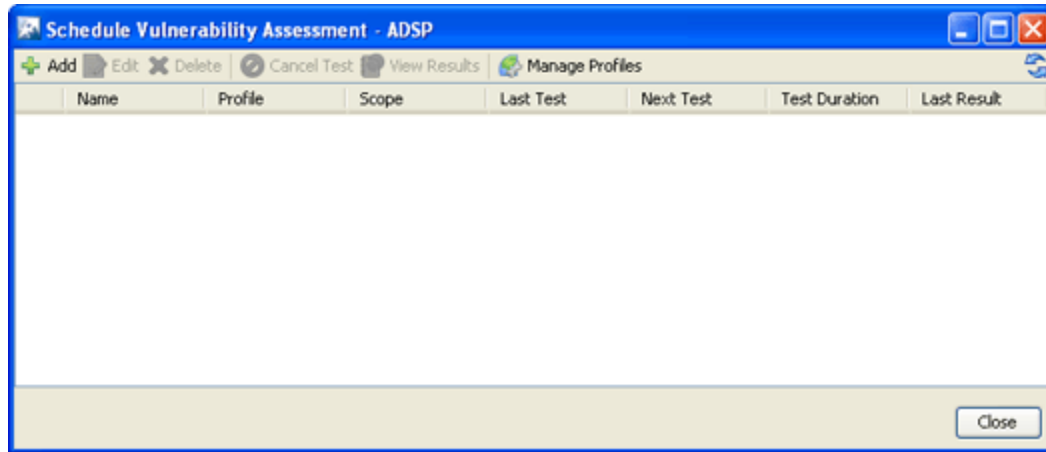 Schedule Vulnerability Assessment - ADSP
Add Edit Delete Cancel Test View Results Manage Profiles
Name Profile Scope Last Test Next Test Test Duration Last Result
Close